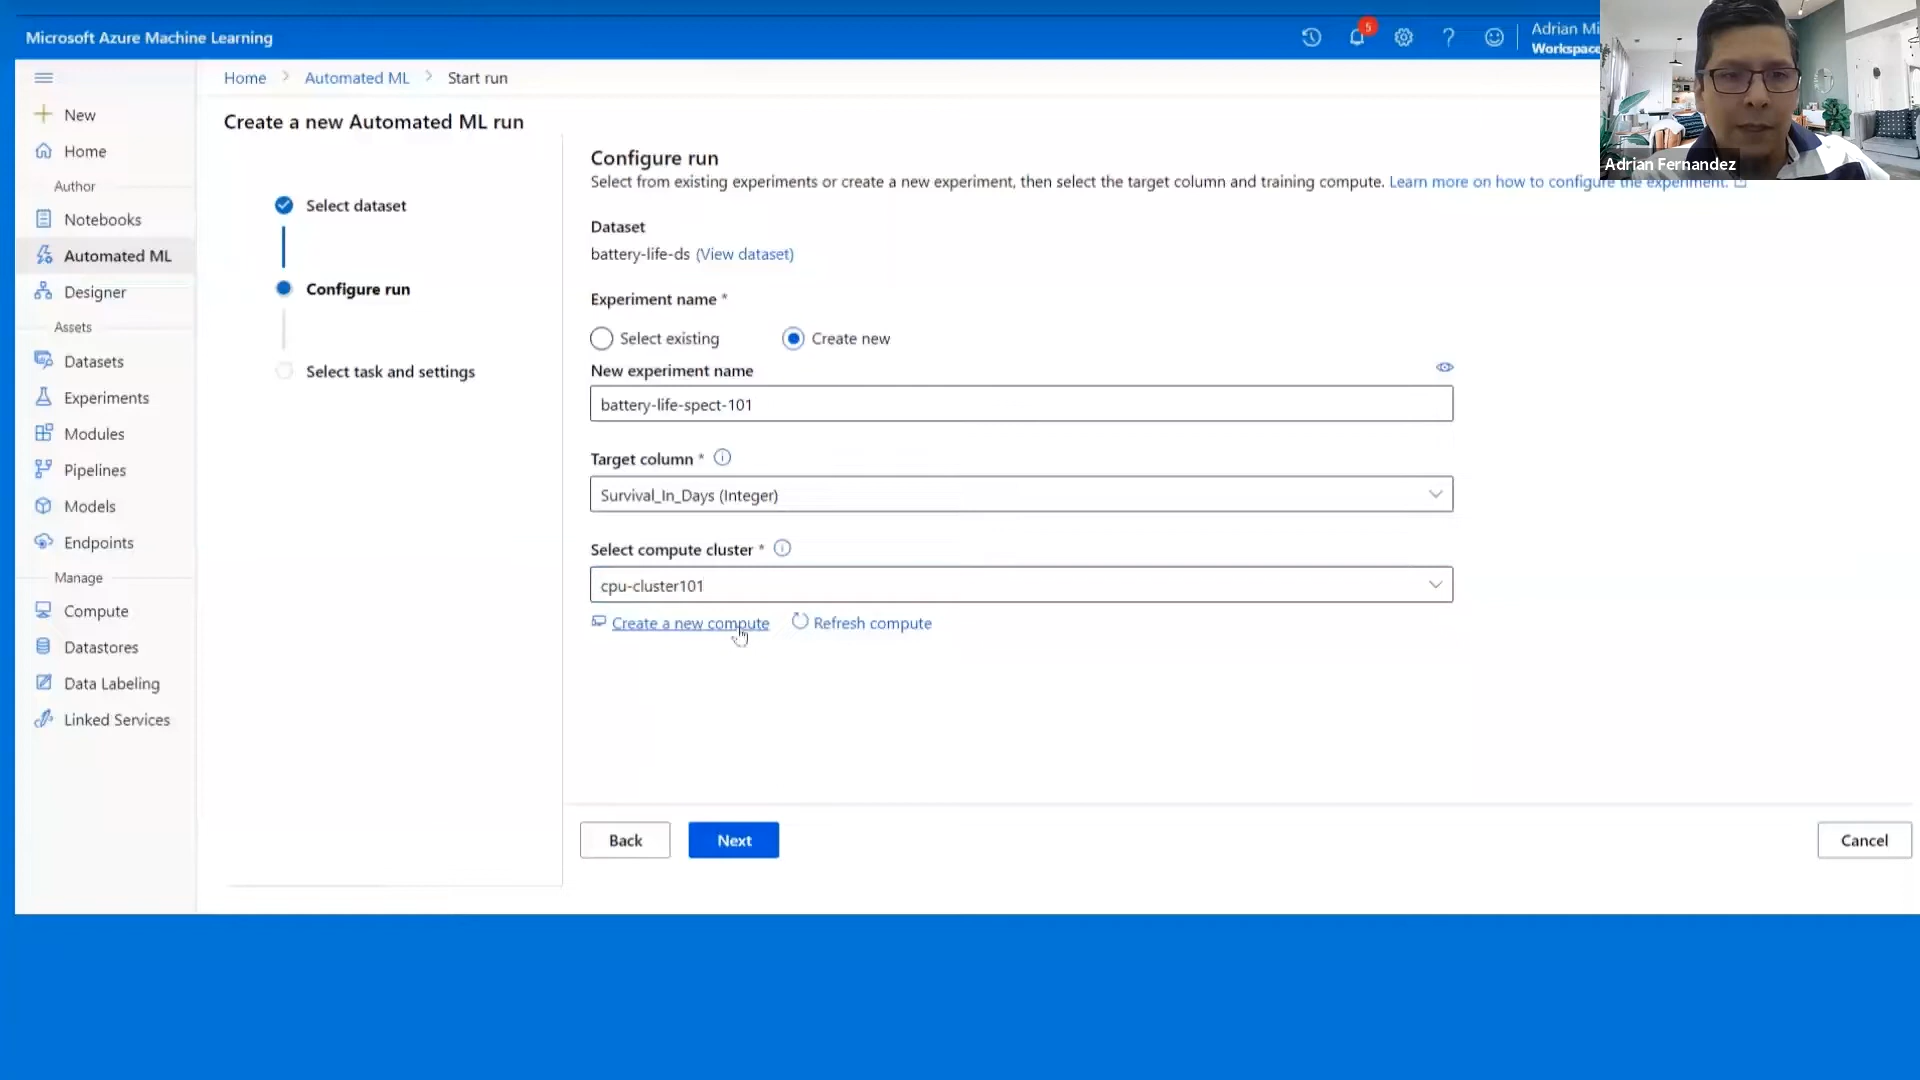 Microsoft Azure Machine Learning
5
Adrian Mi
Workspace
Adrian Fernandez
Home > Automated ML > Start run
New
Home
Author
Notebooks
Automated ML
Designer
Assets
Datasets
Experiments
Modules
Pipelines
Models
Endpoints
Manage
Compute
Datastores
Data Labeling
Linked Services
Create a new Automated ML run
Select dataset
Configure run
Select task and settings
Configure run
Select from existing experiments or create a new experiment, then select the target column and training compute. Learn more on how to configure the experiment.
Dataset
battery-life-ds (View dataset)
Experiment name *
Select existing Create new
New experiment name
battery-life-spect-101
Target column *
Survival_In_Days (Integer)
Select compute cluster *
cpu-cluster101
Create a new compute Refresh compute
Back Next Cancel